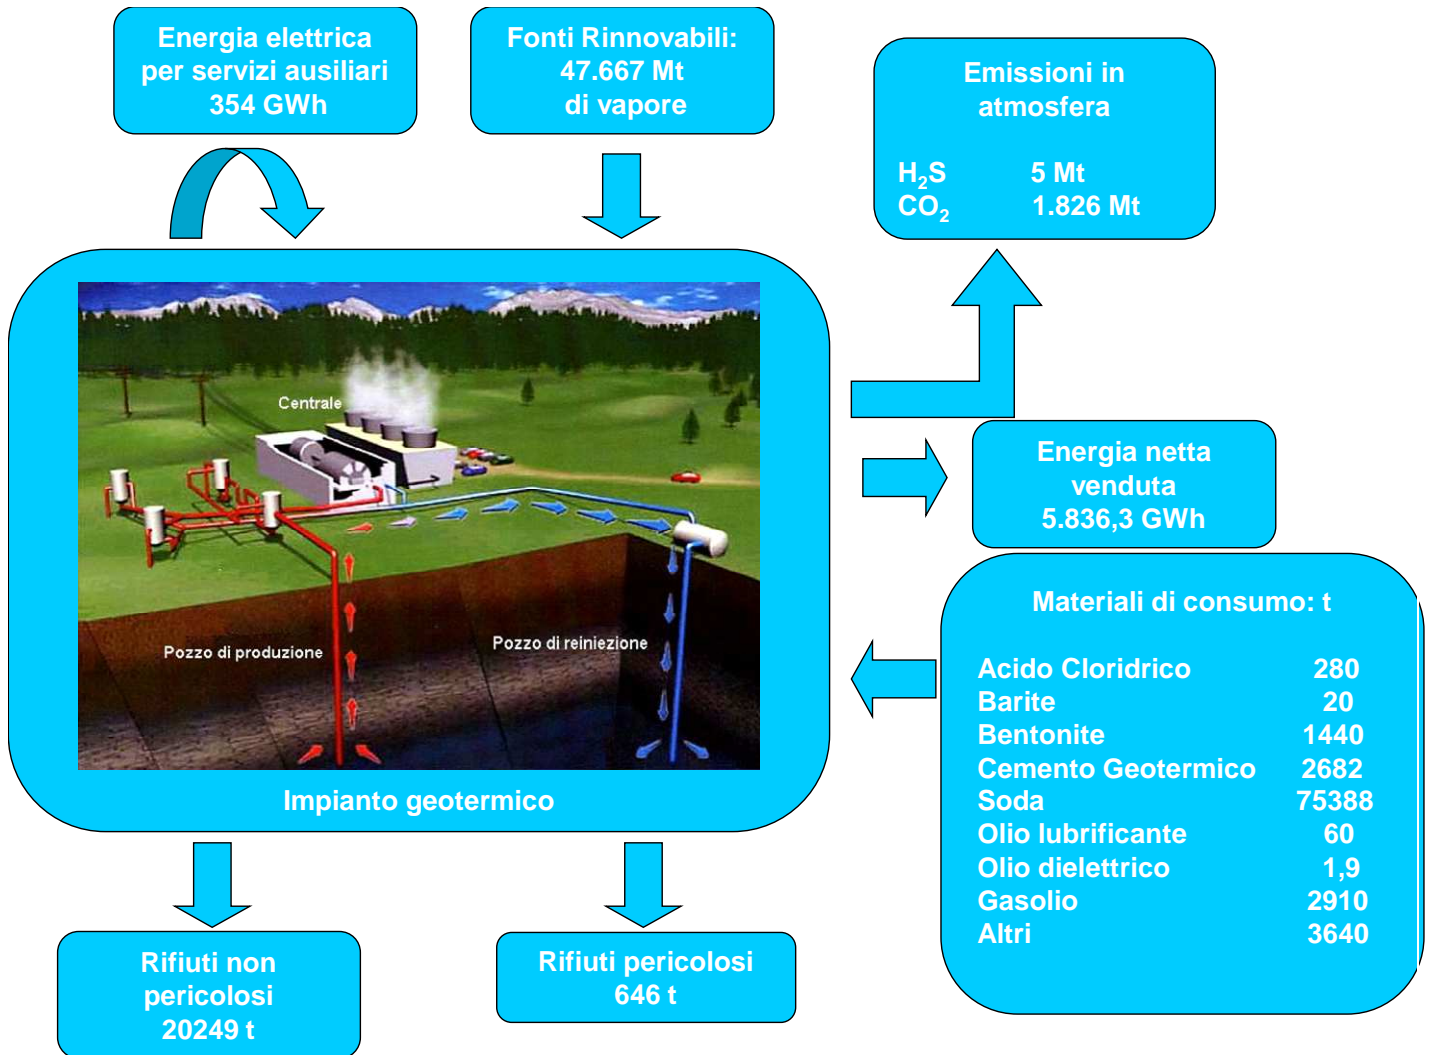 Energia elettrica
per servizi ausiliari
354 GWh
Fonti Rinnovabili:
47.667 Mt
di vapore
Emissioni in
atmosfera
H₂S 5 Mt
CO₂ 1.826 Mt
Centrale
Pozzo di produzione
Pozzo di reiniezione
Impianto geotermico
Energia netta
venduta
5.836,3 GWh
Materiali di consumo: t
Acido Cloridrico 280
Barite 20
Bentonite 1440
Cemento Geotermico 2682
Soda 75388
Olio lubrificante 60
Olio dielettrico 1,9
Gasolio 2910
Altri 3640
Rifiuti non
pericolosi
20249 t
Rifiuti pericolosi
646 t